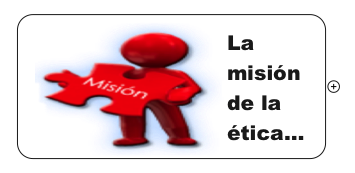 Misión
La
misión
de la
ética...